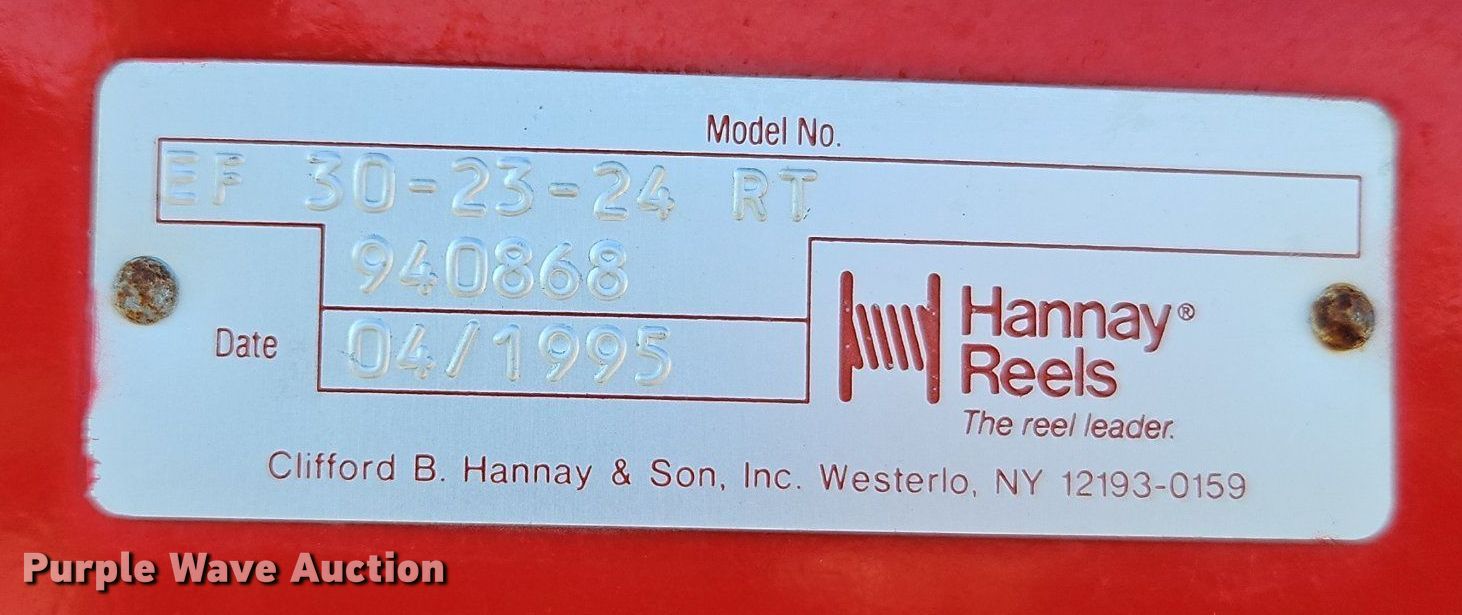 Model No.
EF 30-23-24 RT
940868
Date 04/1995
Hannay®
Reels
The reel leader.
Clifford B. Hannay & Son, Inc. Westerlo, NY 12193-0159
Purple Wave Auction